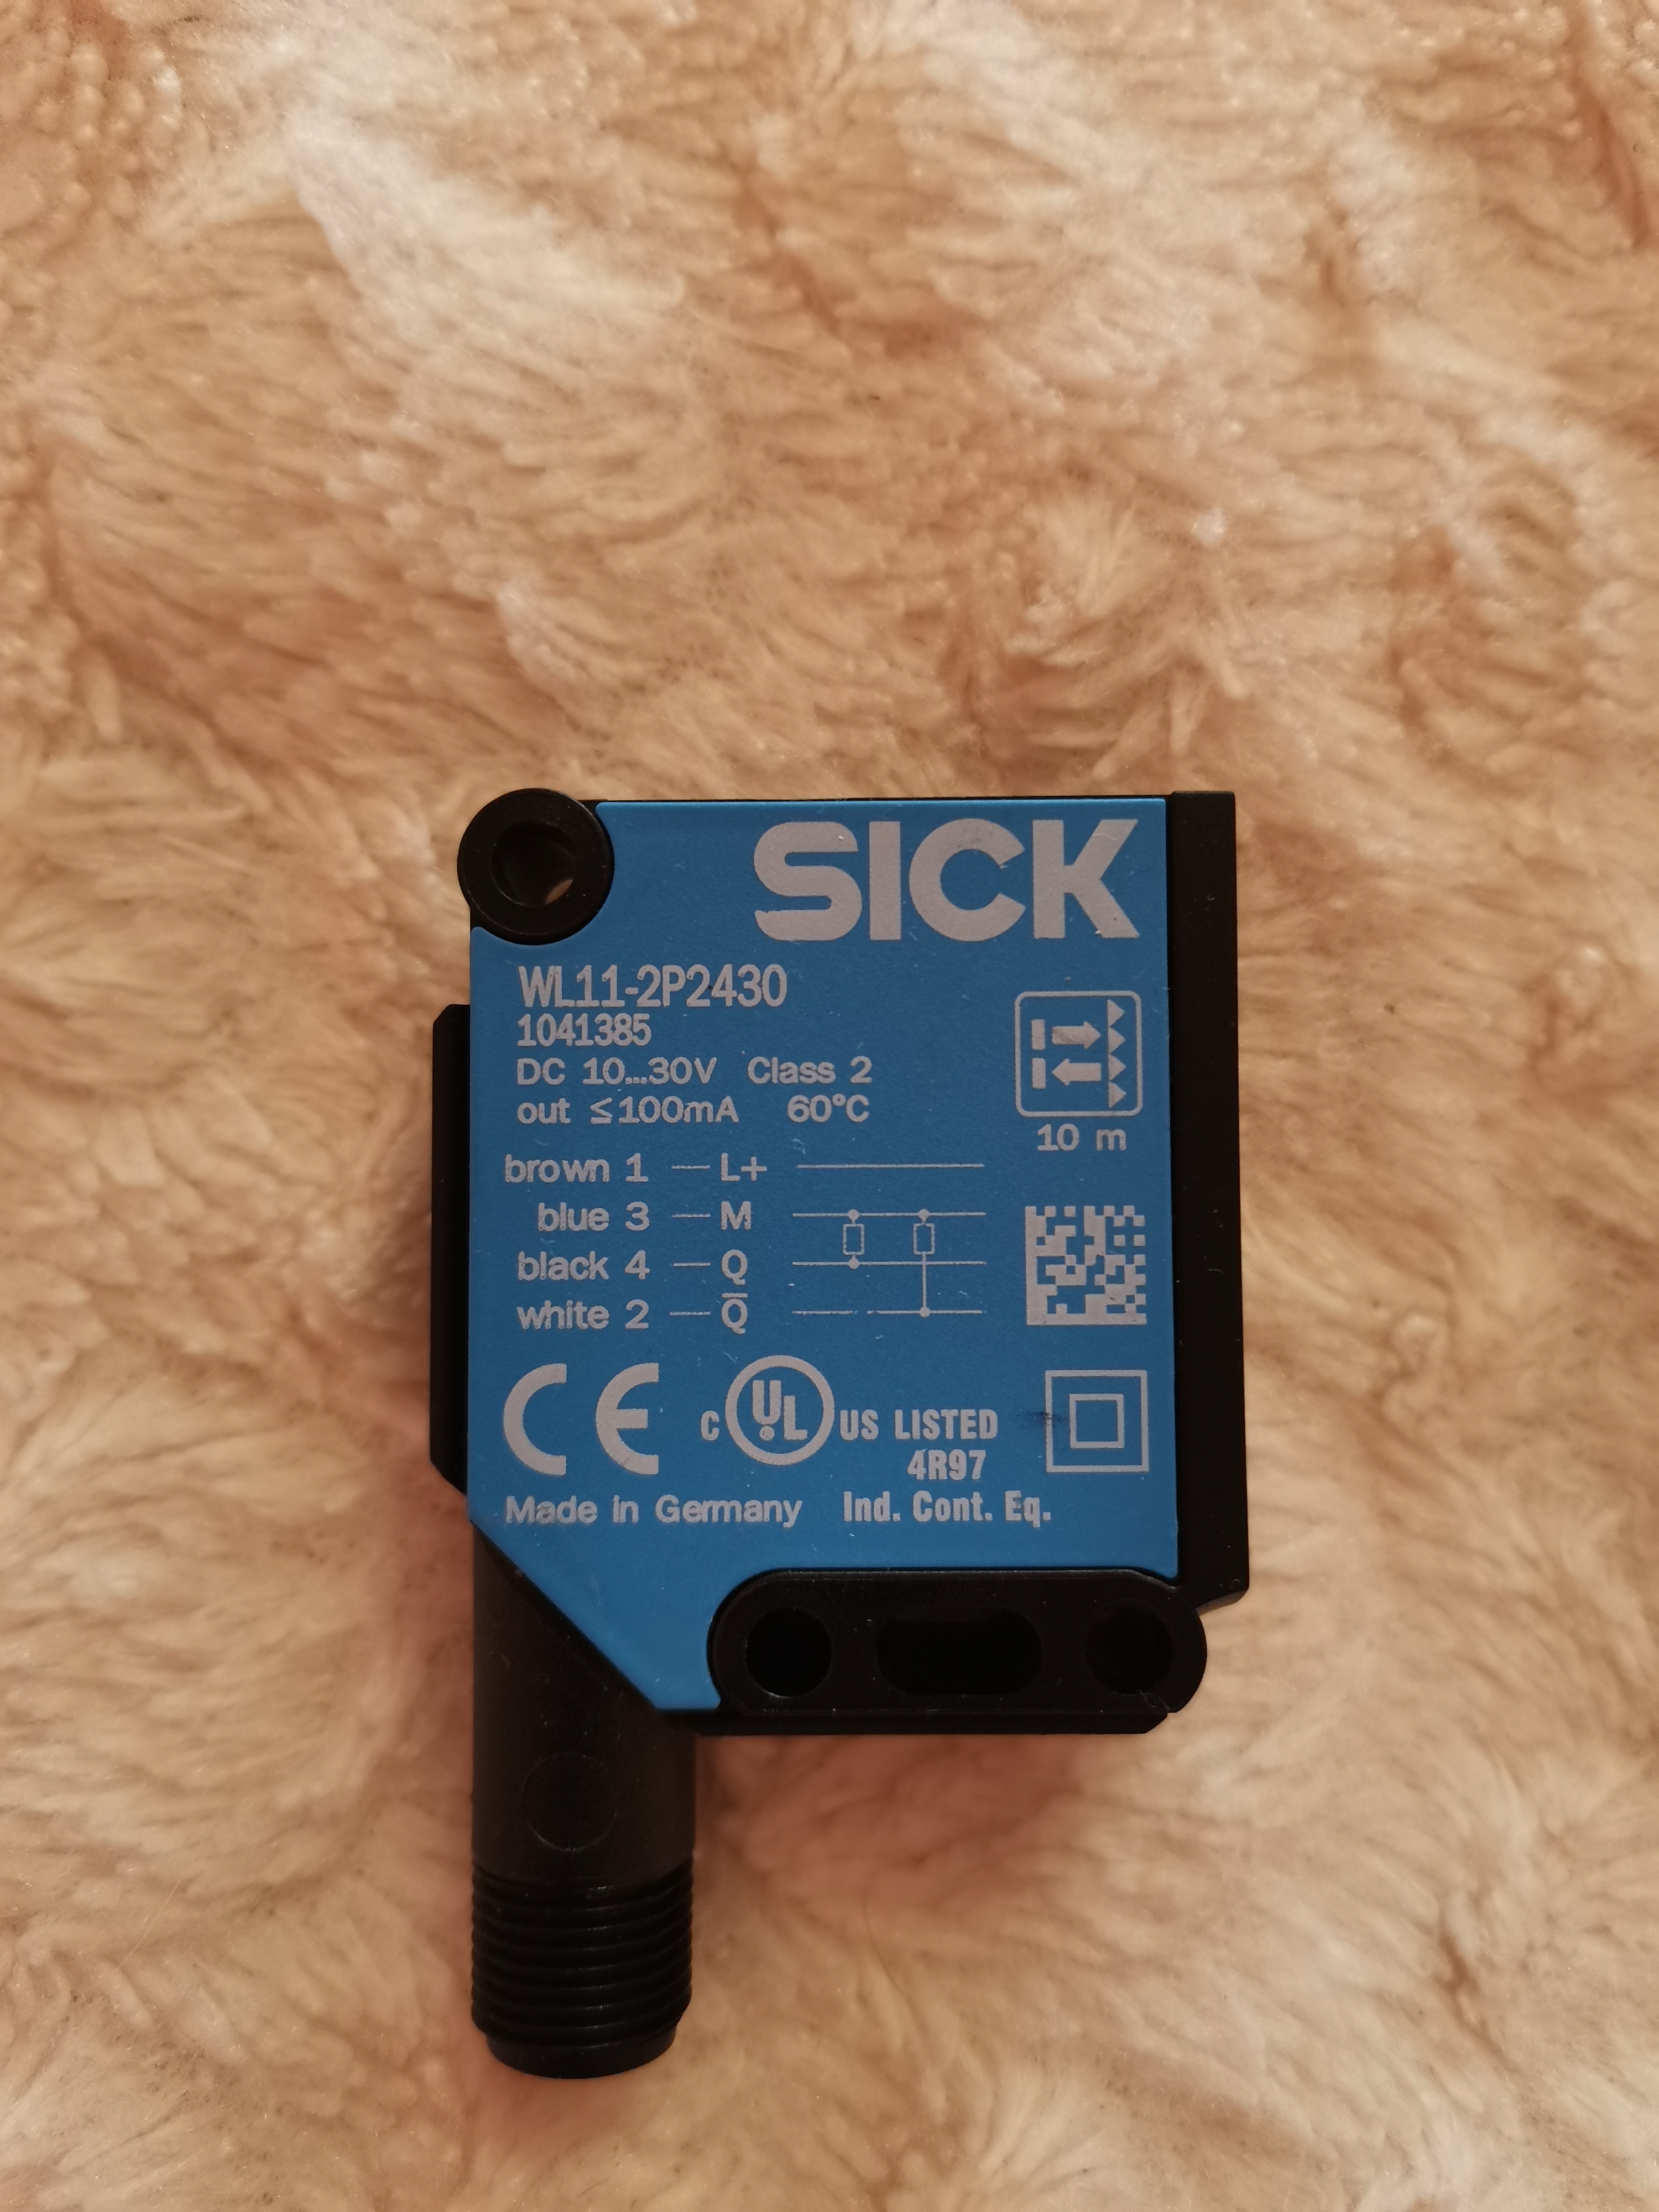 SICK
WL11-2P2430
1041385
DC 10...30V Class 2
out ≤100mA 60°C
10 m
brown 1 — L+
blue 3 — M
black 4 — Q
white 2 — Q̅
CE C UL US LISTED
4R97
Made in Germany Ind. Cont. Eq.